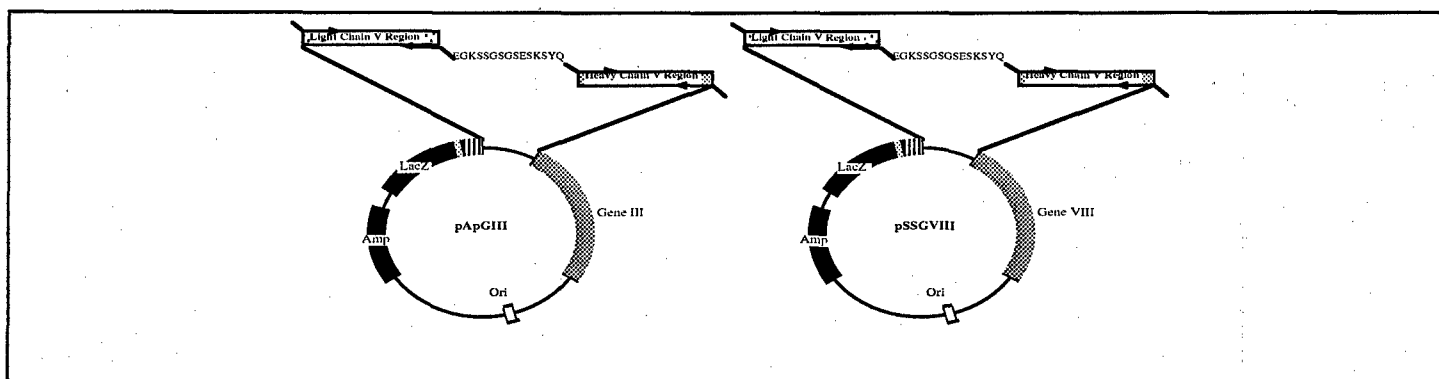 Light Chain V Region
EGKSSGSGSESKSYQ
Heavy Chain V Region
LacZ
Amp
pApGIII
Gene III
Ori
Light Chain V Region
EGKSSGSGSESKSYQ
Heavy Chain V Region
LacZ
Amp
pSSGVIII
Gene VIII
Ori